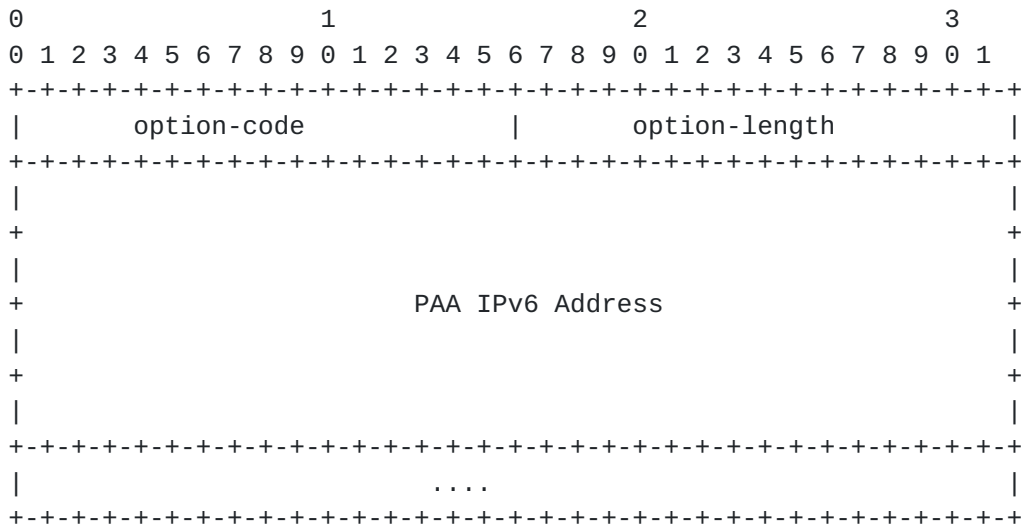 0                   1                   2                   3
0 1 2 3 4 5 6 7 8 9 0 1 2 3 4 5 6 7 8 9 0 1 2 3 4 5 6 7 8 9 0 1
+-+-+-+-+-+-+-+-+-+-+-+-+-+-+-+-+-+-+-+-+-+-+-+-+-+-+-+-+-+-+-+-+
|       option-code             |       option-length           |
+-+-+-+-+-+-+-+-+-+-+-+-+-+-+-+-+-+-+-+-+-+-+-+-+-+-+-+-+-+-+-+-+
|                                                               |
+                                                               +
|                                                               |
+                         PAA IPv6 Address                      +
|                                                               |
+                                                               +
|                                                               |
+-+-+-+-+-+-+-+-+-+-+-+-+-+-+-+-+-+-+-+-+-+-+-+-+-+-+-+-+-+-+-+-+
|                          ....                                 |
+-+-+-+-+-+-+-+-+-+-+-+-+-+-+-+-+-+-+-+-+-+-+-+-+-+-+-+-+-+-+-+-+